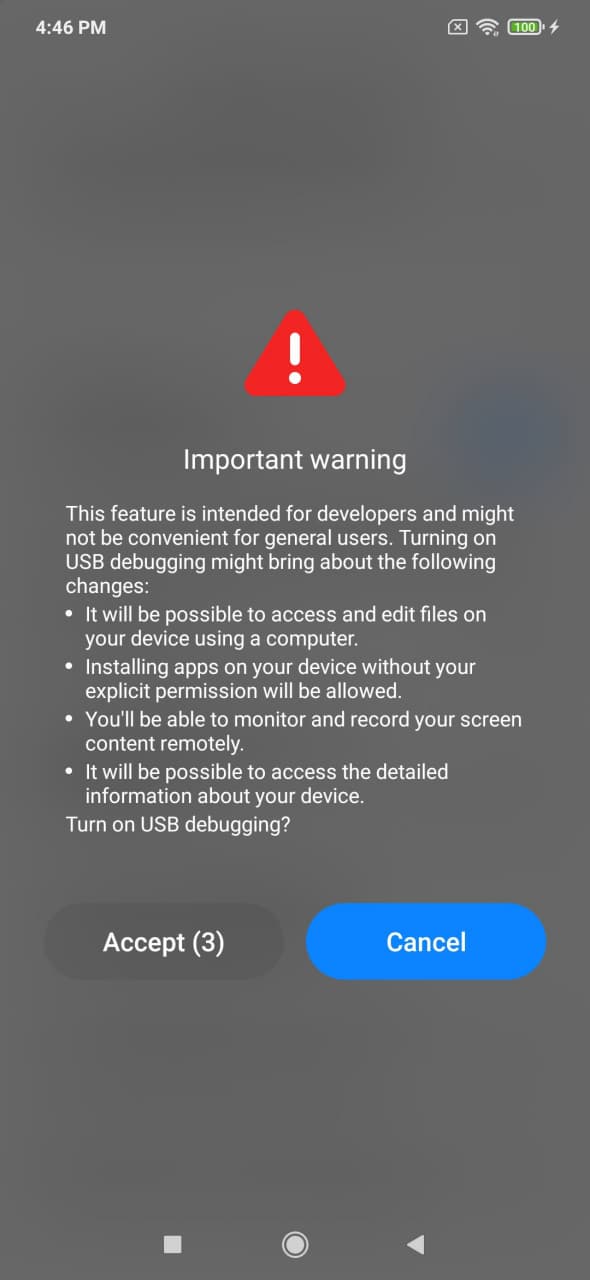 4:46 PM
100
Important warning
This feature is intended for developers and might
not be convenient for general users. Turning on
USB debugging might bring about the following
changes:
• It will be possible to access and edit files on
your device using a computer.
• Installing apps on your device without your
explicit permission will be allowed.
• You'll be able to monitor and record your screen
content remotely.
• It will be possible to access the detailed
information about your device.
Turn on USB debugging?
Accept (3)
Cancel